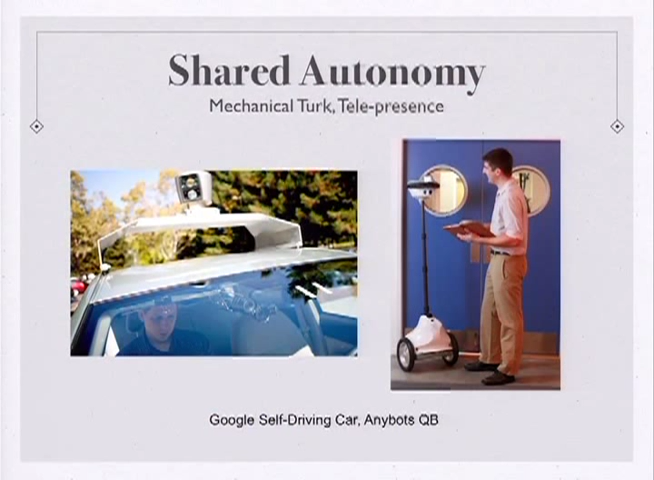 Shared Autonomy
Mechanical Turk, Tele-presence
Google Self-Driving Car, Anybots QB